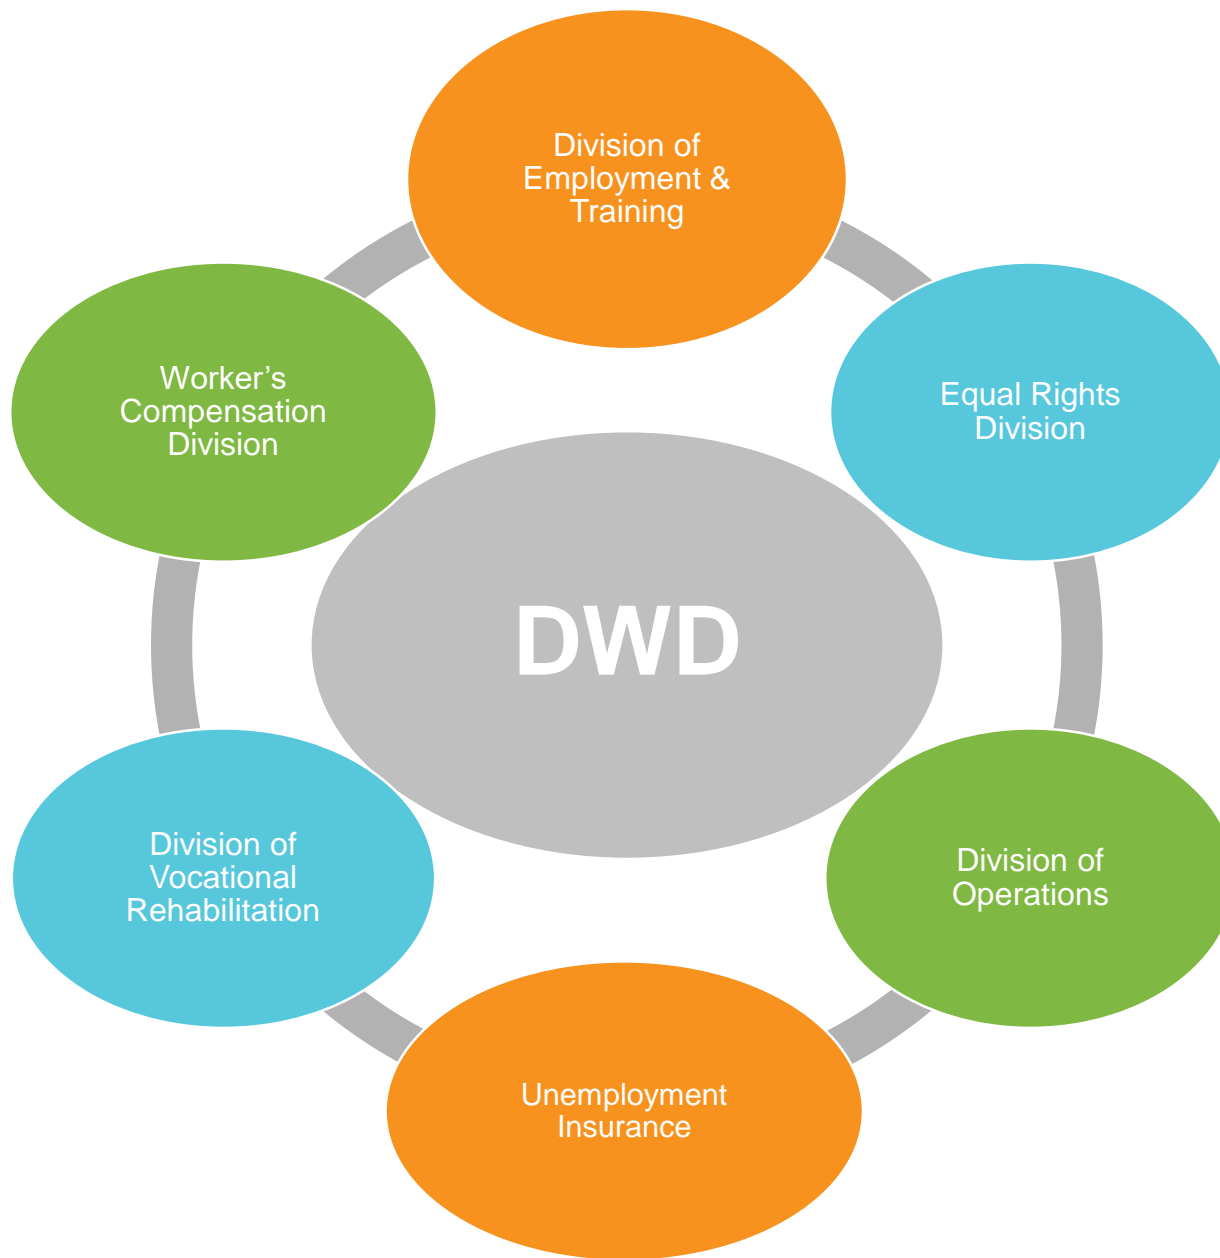 Division of
Employment &
Training
Equal Rights
Division
Division of
Operations
Unemployment
Insurance
Division of
Vocational
Rehabilitation
Worker’s
Compensation
Division
DWD